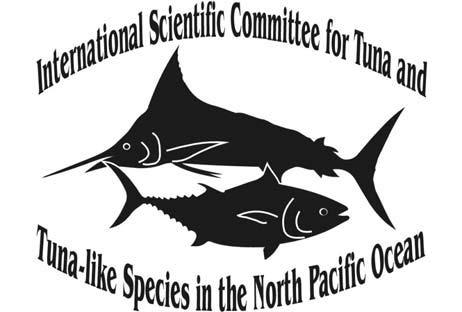 International Scientific Committee for Tuna and
Tuna-like Species in the North Pacific Ocean